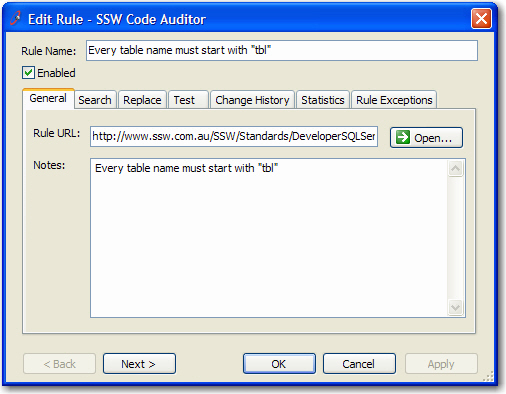 Edit Rule - SSW Code Auditor
Rule Name: Every table name must start with "tbl"
Enabled
General Search Replace Test Change History Statistics Rule Exceptions
Rule URL: http://www.ssw.com.au/SSW/Standards/DeveloperSQLSer Open...
Notes: Every table name must start with "tbl"
< Back Next > OK Cancel Apply